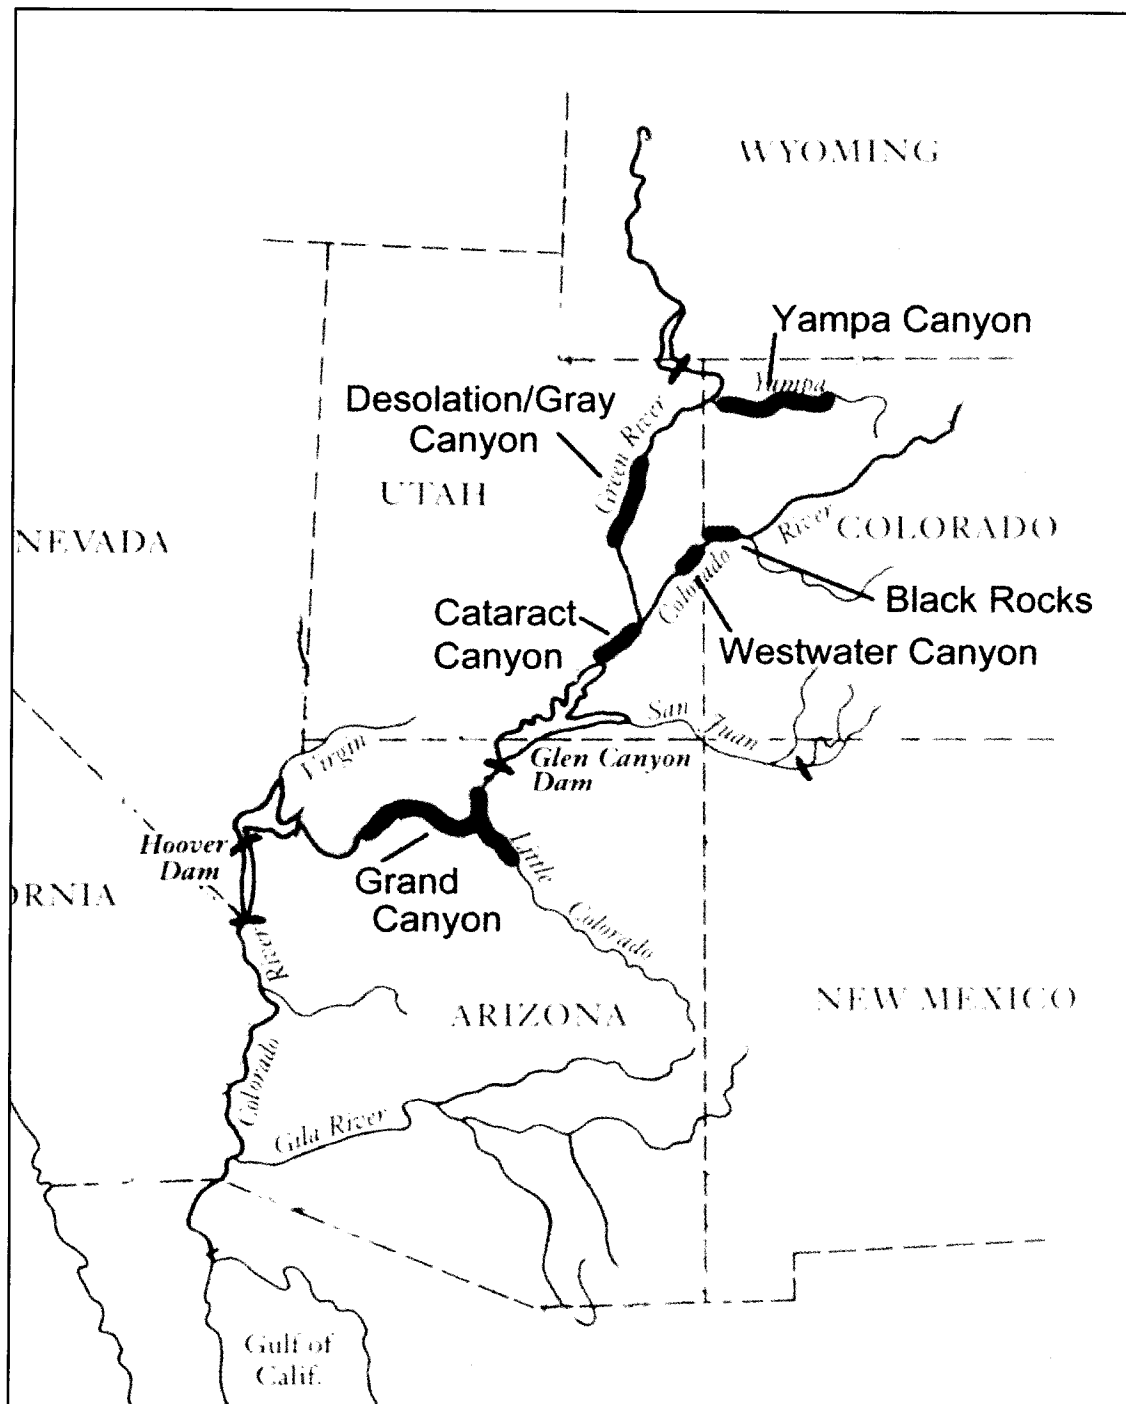 WYOMING
Yampa Canyon
Yampa
Desolation/Gray
Canyon
Green River
UTAH
NEVADA
River
COLORADO
Colorado
Black Rocks
Cataract
Canyon
Westwater Canyon
San Juan
Virgin
Glen Canyon
Dam
Hoover
Dam
Little
Colorado
Grand
Canyon
ORNIA
River
ARIZONA
NEW MEXICO
Colorado
Gila River
Gulf of
Calif.